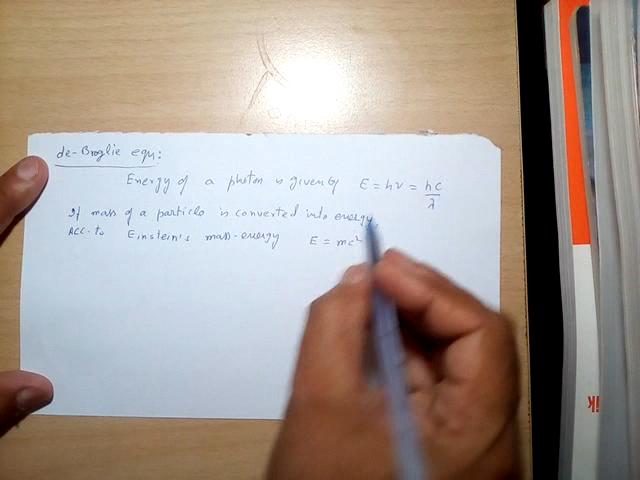 de-Broglie eqn:
Energy of a photon is given by E = hν = hc/λ
If mass of a particle is converted into energy
Acc. to Einstein's mass-energy E = mc²
ik